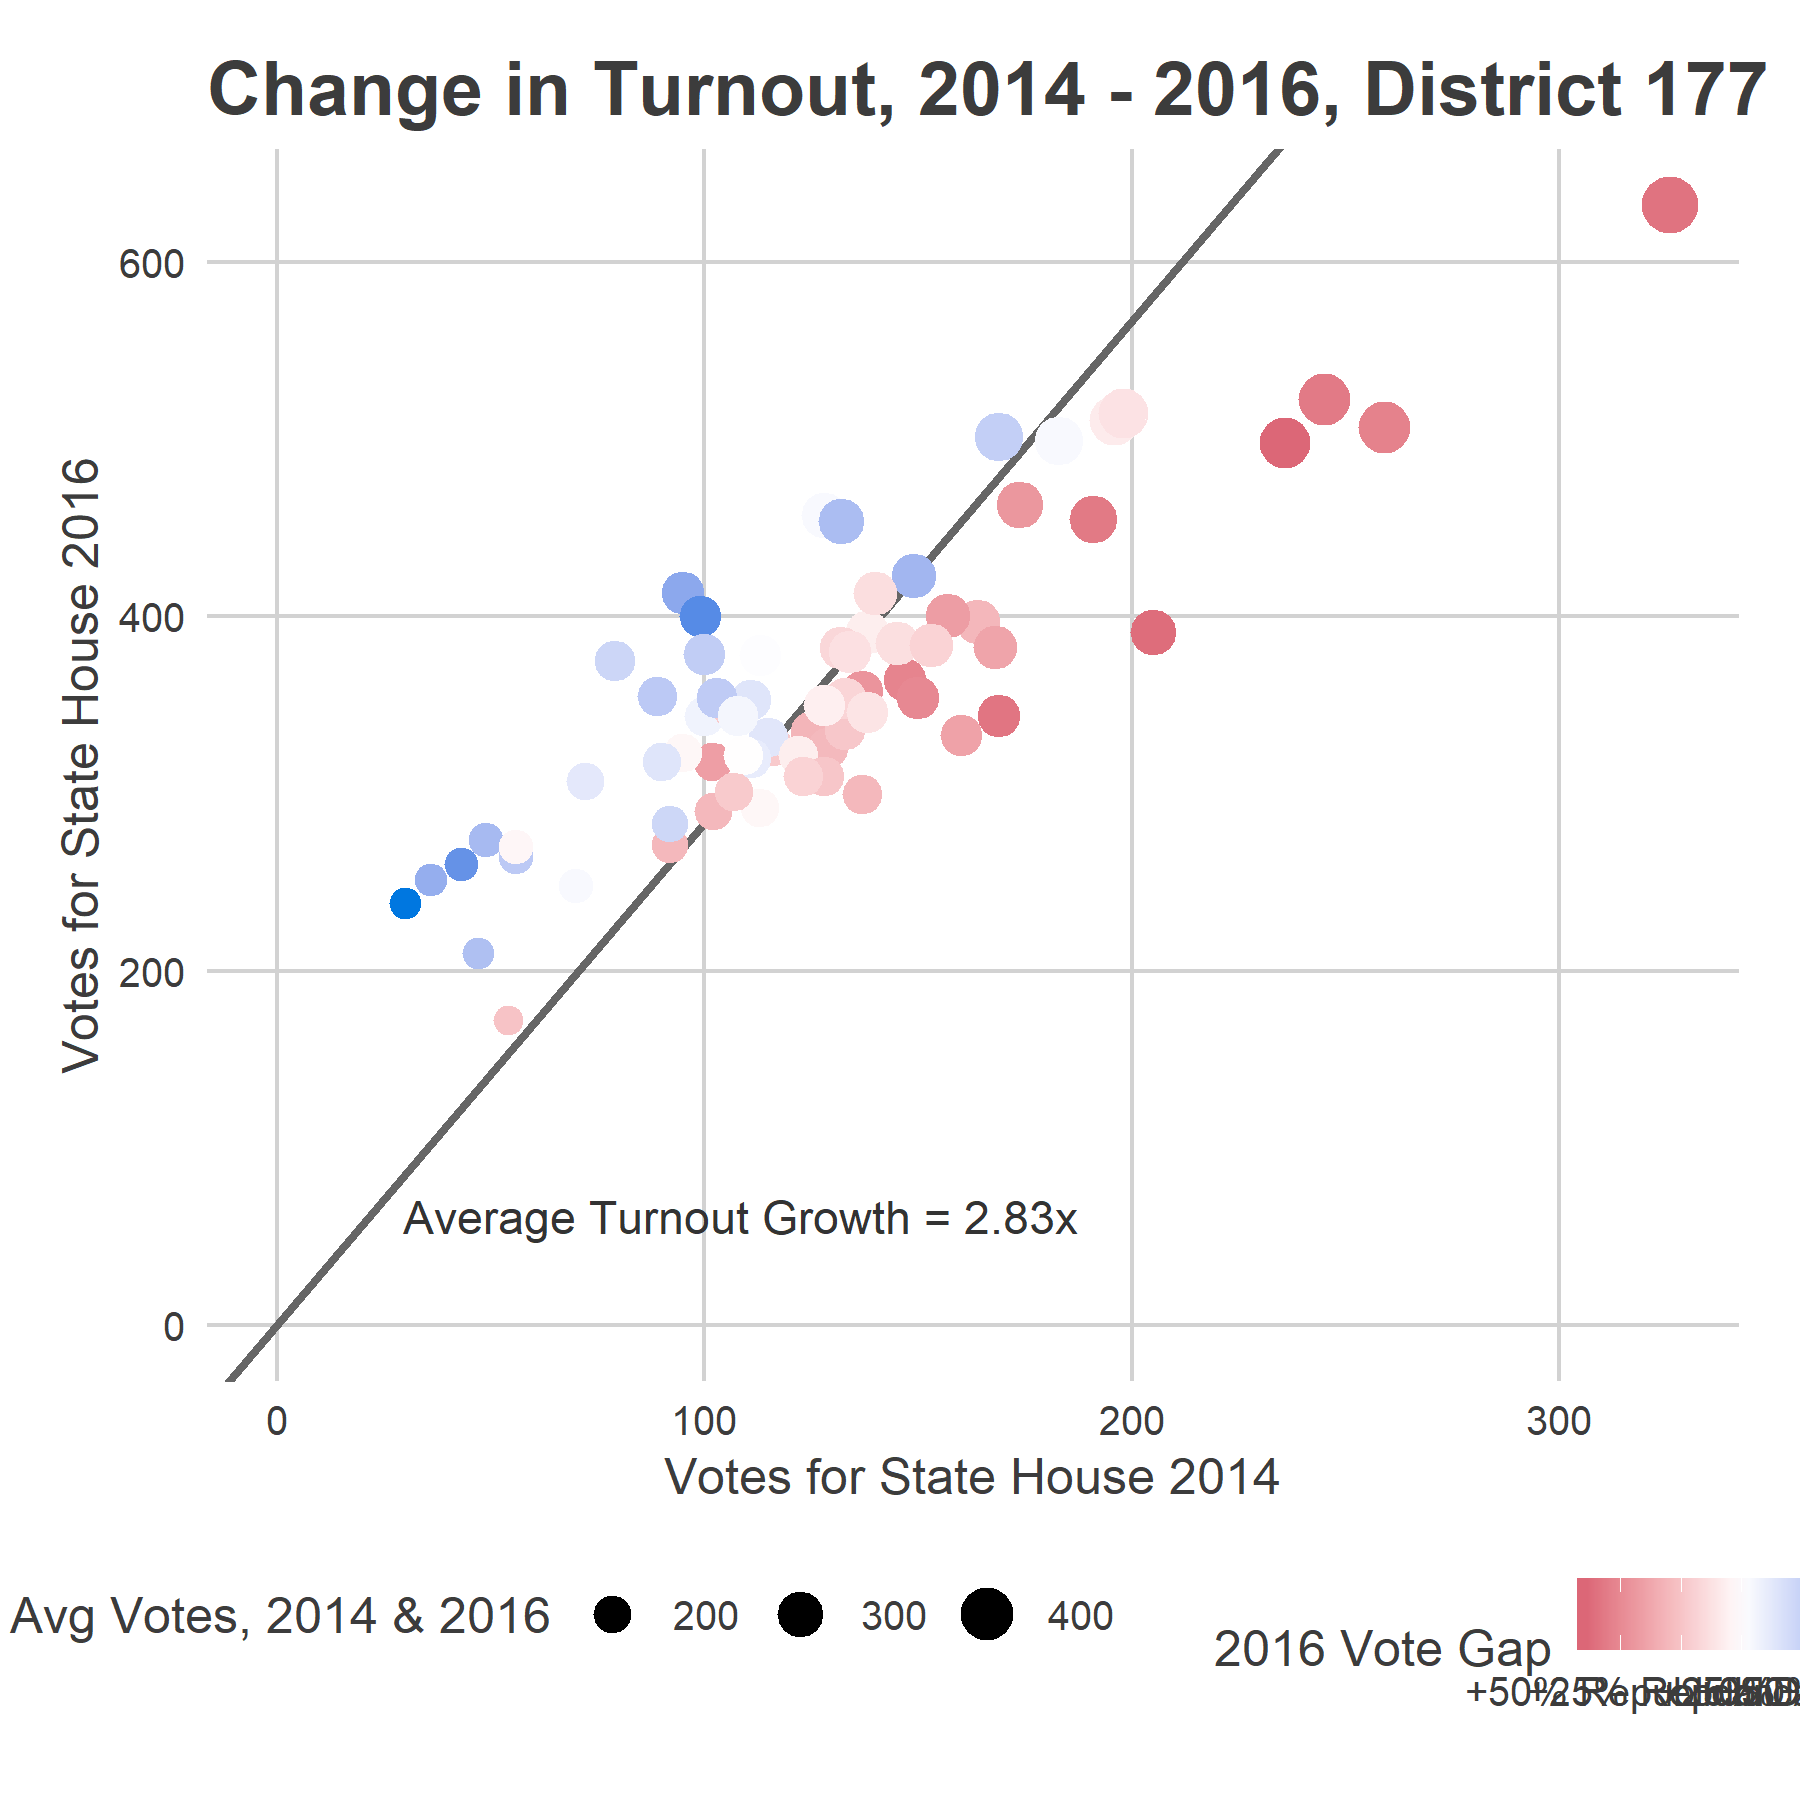 Change in Turnout, 2014 - 2016, District 177
Votes for State House 2016
600
400
200
0
Average Turnout Growth = 2.83x
0 100 200 300
Votes for State House 2014
Avg Votes, 2014 & 2016 200 300 400
2016 Vote Gap